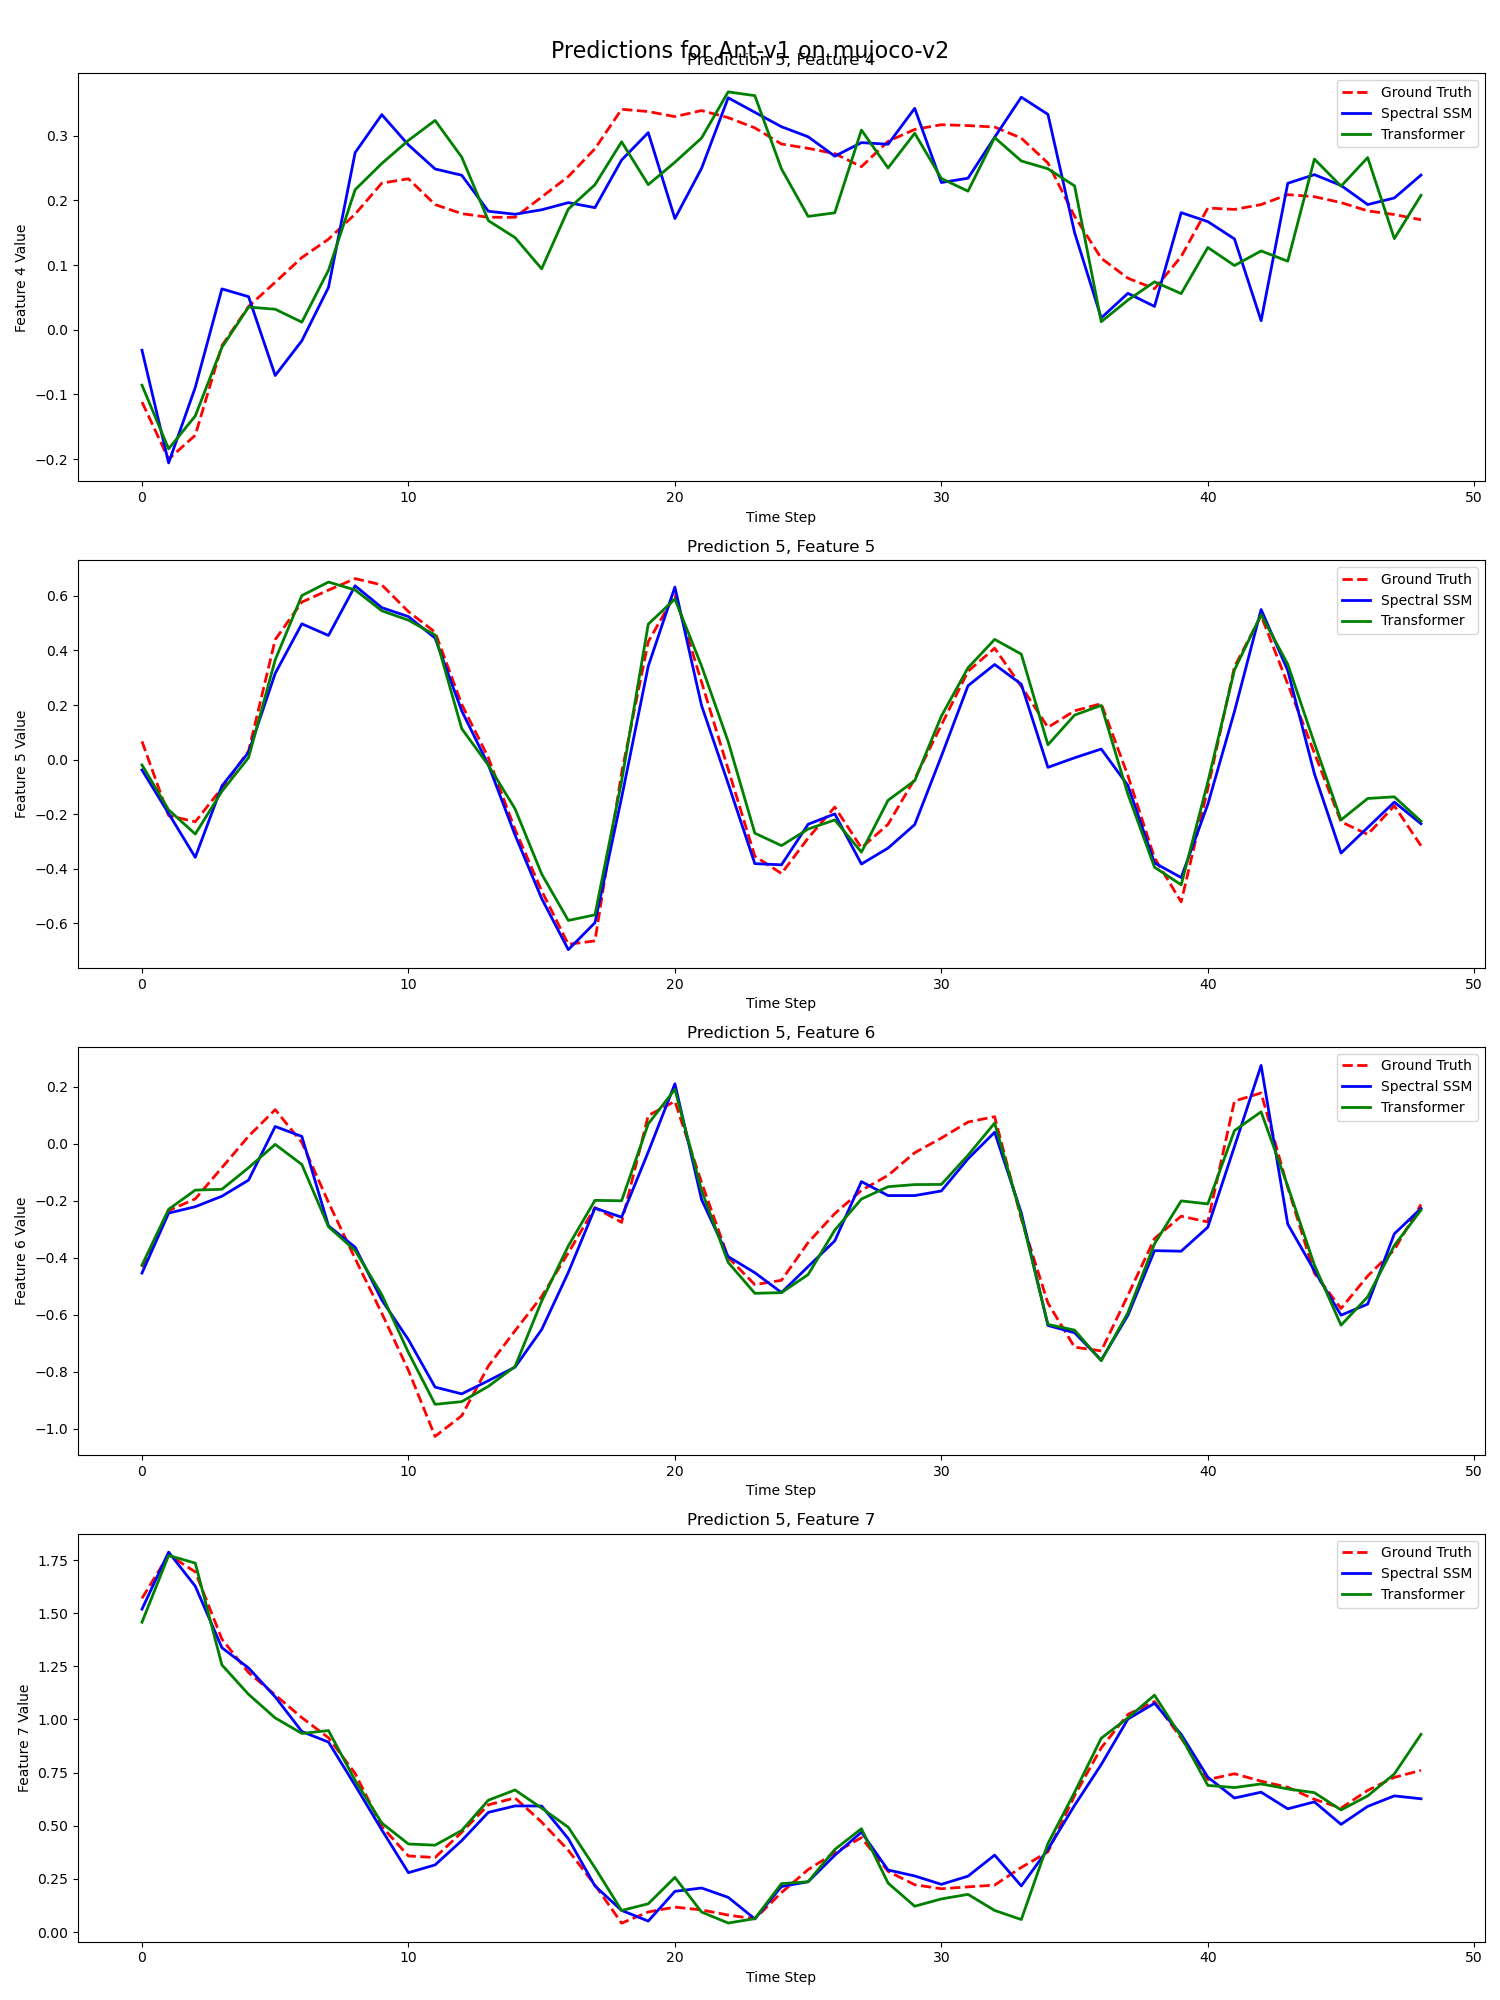 Predictions for Ant-v1 on mujoco-v2
Prediction 5, Feature 4
Ground Truth
Spectral SSM
Transformer
Feature 4 Value
0.3
0.2
0.1
0.0
−0.1
−0.2
0 10 20 30 40 50
Time Step
Prediction 5, Feature 5
Ground Truth
Spectral SSM
Transformer
Feature 5 Value
0.6
0.4
0.2
0.0
−0.2
−0.4
−0.6
0 10 20 30 40 50
Time Step
Prediction 5, Feature 6
Ground Truth
Spectral SSM
Transformer
Feature 6 Value
0.2
0.0
−0.2
−0.4
−0.6
−0.8
−1.0
0 10 20 30 40 50
Time Step
Prediction 5, Feature 7
Ground Truth
Spectral SSM
Transformer
Feature 7 Value
1.75
1.50
1.25
1.00
0.75
0.50
0.25
0.00
0 10 20 30 40 50
Time Step